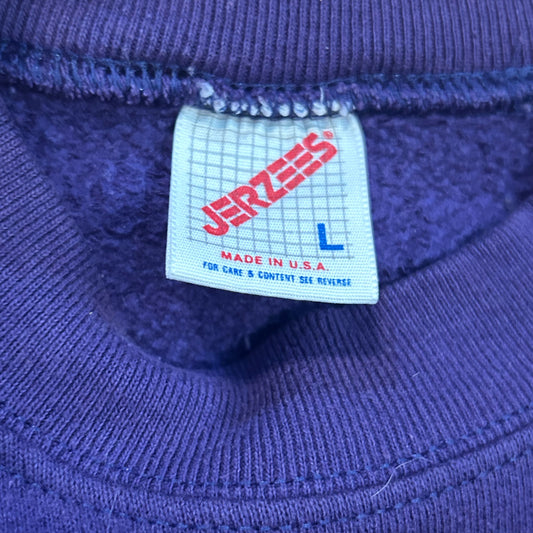 JERZEES®
L
MADE IN U.S.A.
FOR CARE & CONTENT SEE REVERSE